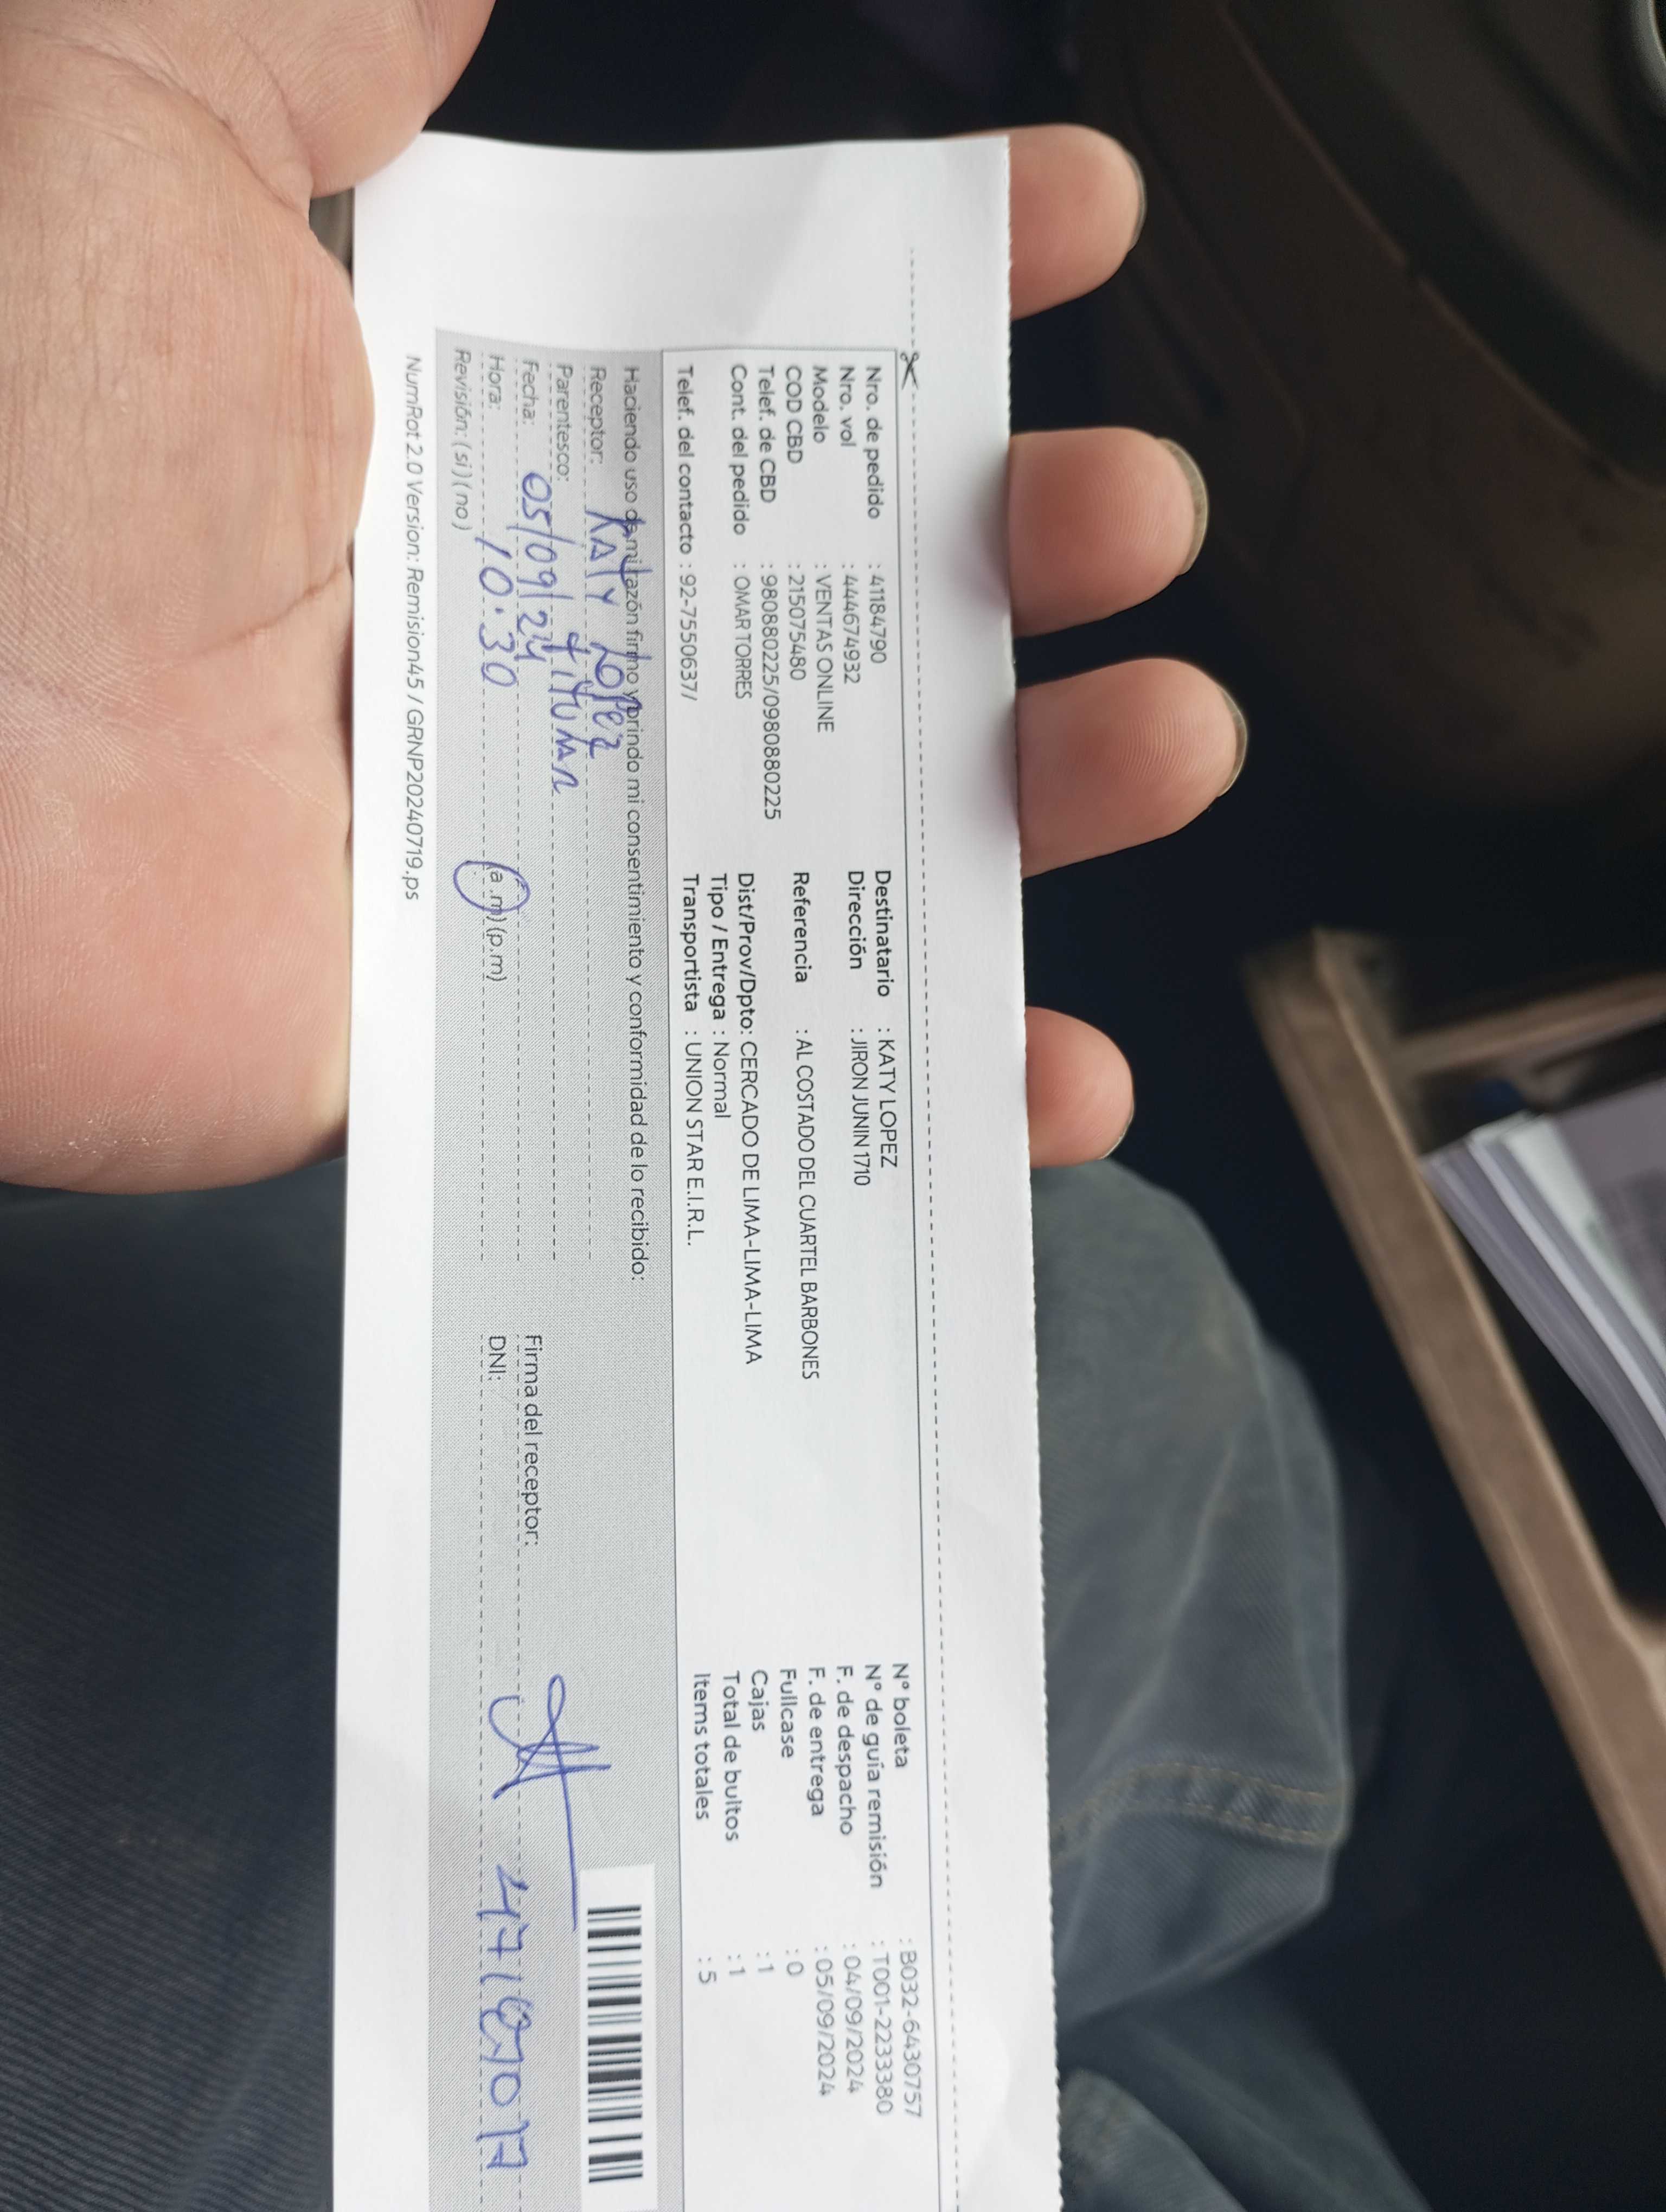 Nro. de pedido : 41184790
Nro. vol : 444674932
Modelo : VENTAS ONLINE
COD CBD : 215075480
Telef. de CBD : 980880225/0980880225
Cont. del pedido : OMAR TORRES
Telef. del contacto : 92-7550637/
Destinatario : KATY LOPEZ
Dirección : JIRON JUNIN 1710
Referencia : AL COSTADO DEL CUARTEL BARBONES
Dist/Prov/Dpto: CERCADO DE LIMA-LIMA-LIMA
Tipo / Entrega : Normal
Transportista : UNION STAR E.I.R.L.
N° boleta : B032-6430757
N° de guía remisión : T001-2233380
F. de despacho : 04/09/2024
F. de entrega : 05/09/2024
Fullcase : 0
Cajas : 1
Total de bultos : 1
Items totales : 5
Haciendo uso de mi razón firmo y brindo mi consentimiento y conformidad de lo recibido:
Receptor: KATY LOPEZ
Parentesco: titular
Fecha: 05/09/24
Hora: 10:30 (a.m) (p.m)
Revisión: ( si ) ( no )
Firma del receptor:
DNI:
NumRot 2.0 Version: Remision45 / GRNP20240719.ps